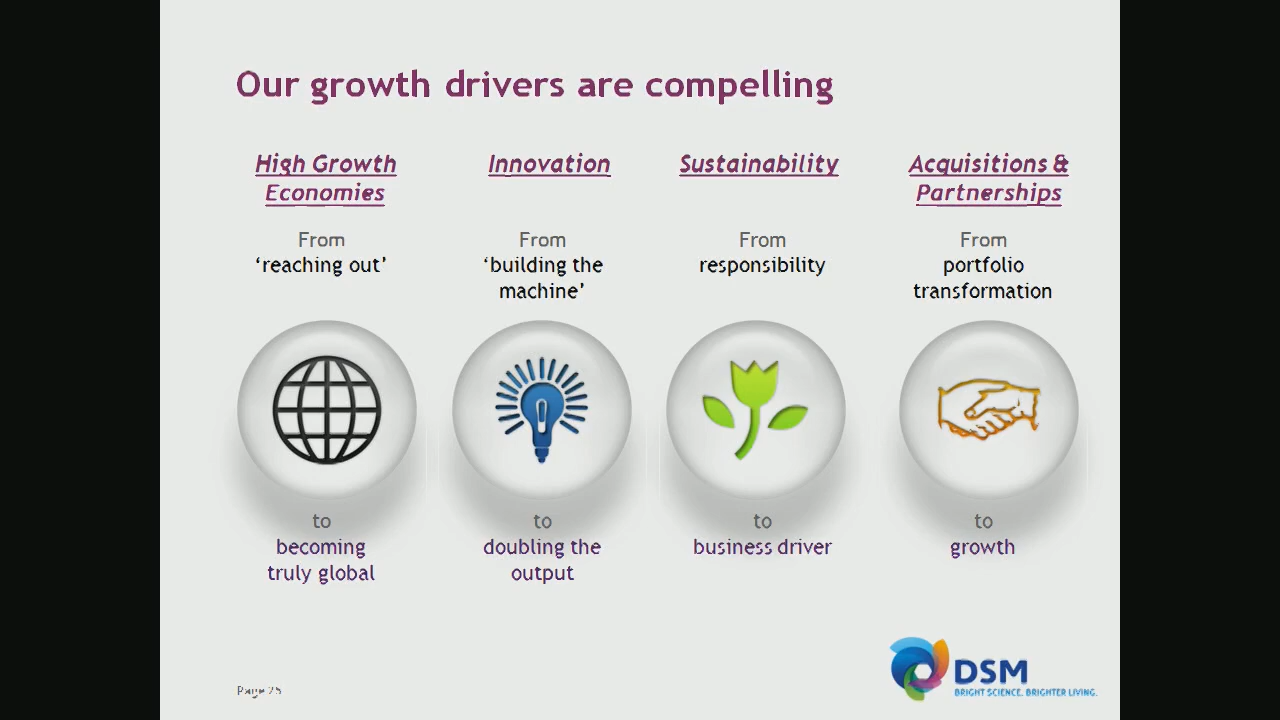 Our growth drivers are compelling
High Growth
Economies
From
‘reaching out’
to
becoming
truly global
Innovation
From
‘building the
machine’
to
doubling the
output
Sustainability
From
responsibility
to
business driver
Acquisitions &
Partnerships
From
portfolio
transformation
to
growth
Page 25
DSM
BRIGHT SCIENCE. BRIGHTER LIVING.